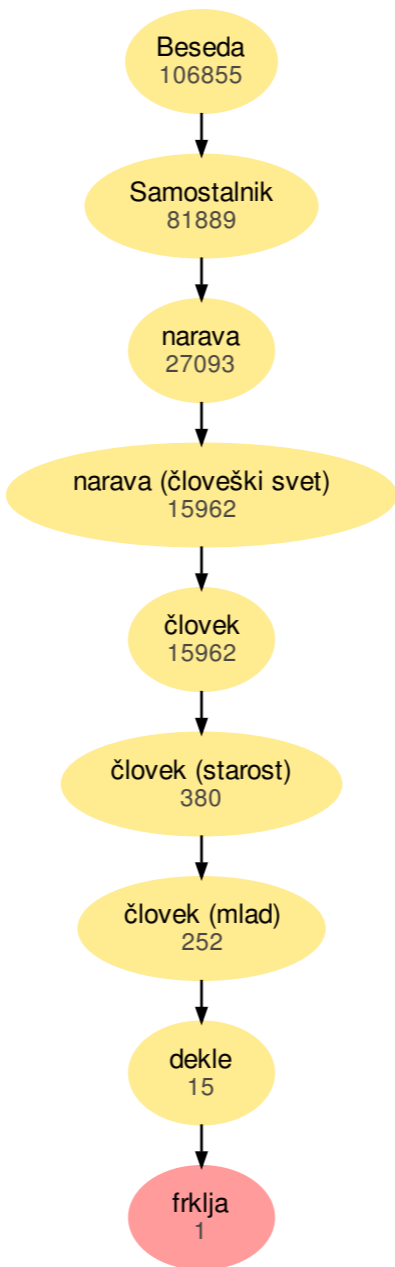 Beseda
106855
Samostalnik
81889
narava
27093
narava (človeški svet)
15962
človek
15962
človek (starost)
380
človek (mlad)
252
dekle
15
frklja
1